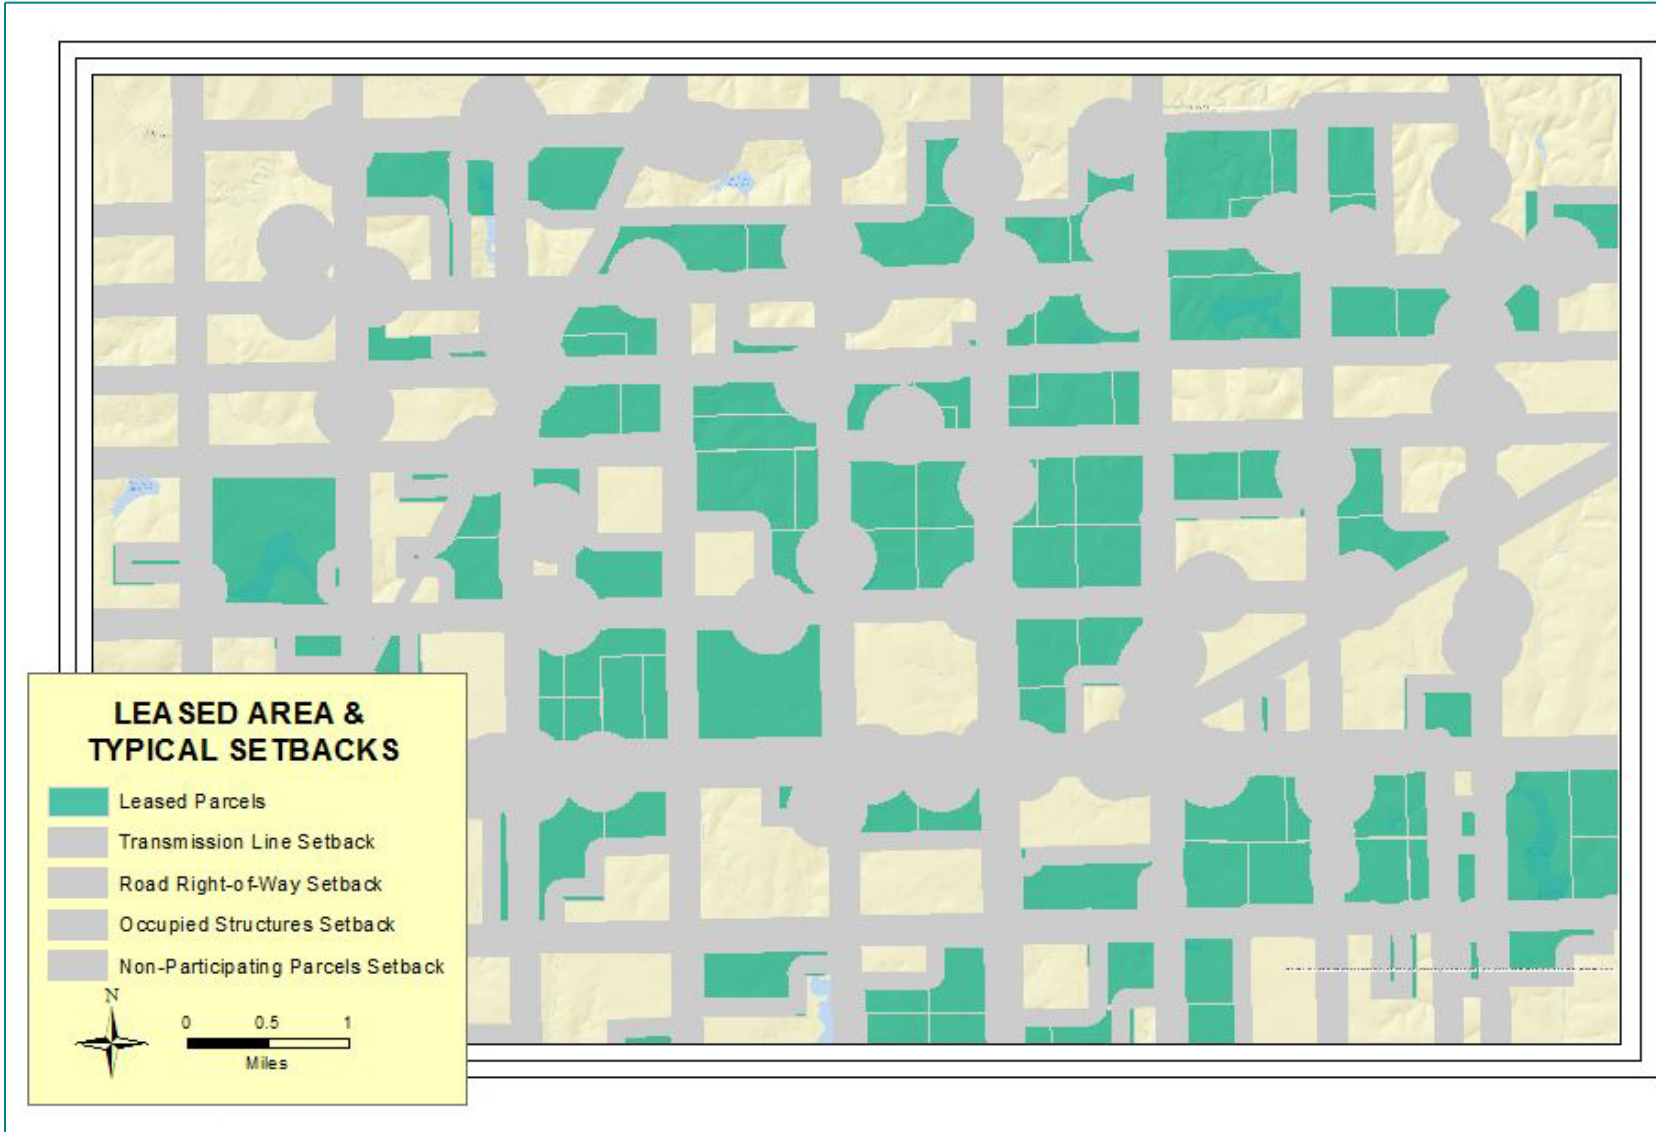 LEASED AREA &
TYPICAL SETBACKS
Leased Parcels
Transmission Line Setback
Road Right-of-Way Setback
Occupied Structures Setback
Non-Participating Parcels Setback
N
0 0.5 1
Miles